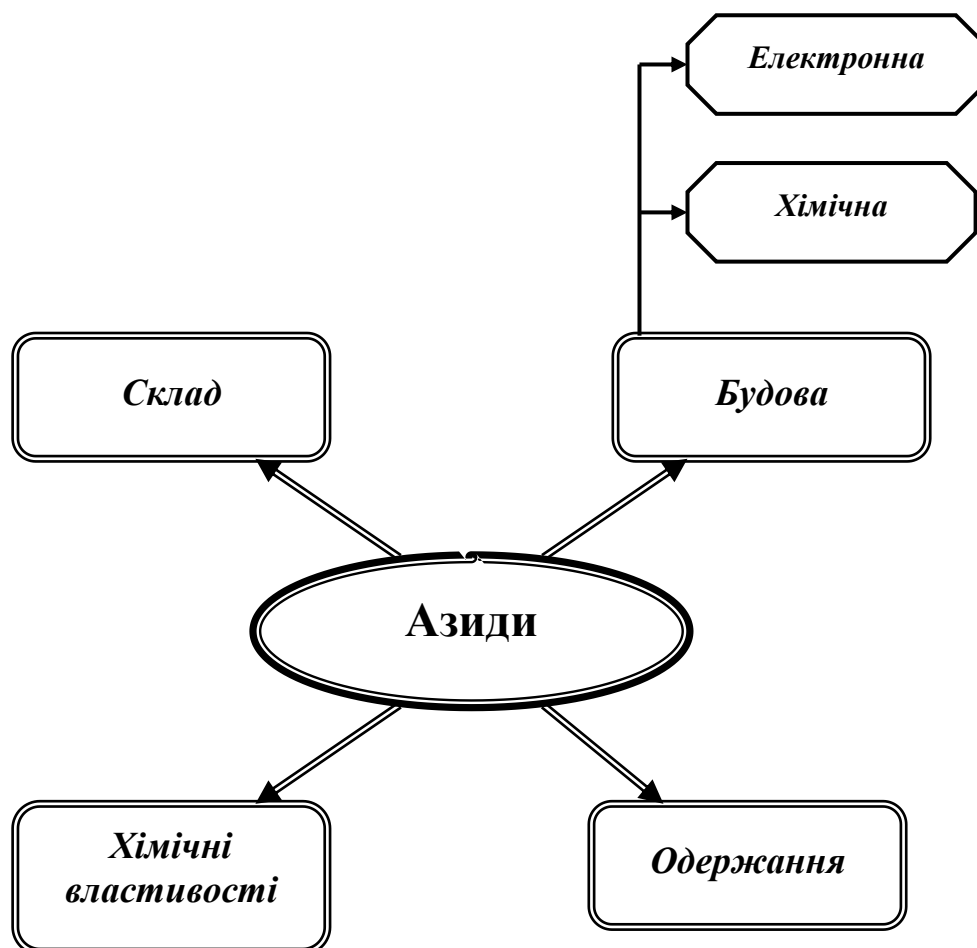 Електронна
Хімічна
Склад
Будова
Азиди
Хімічні
властивості
Одержання